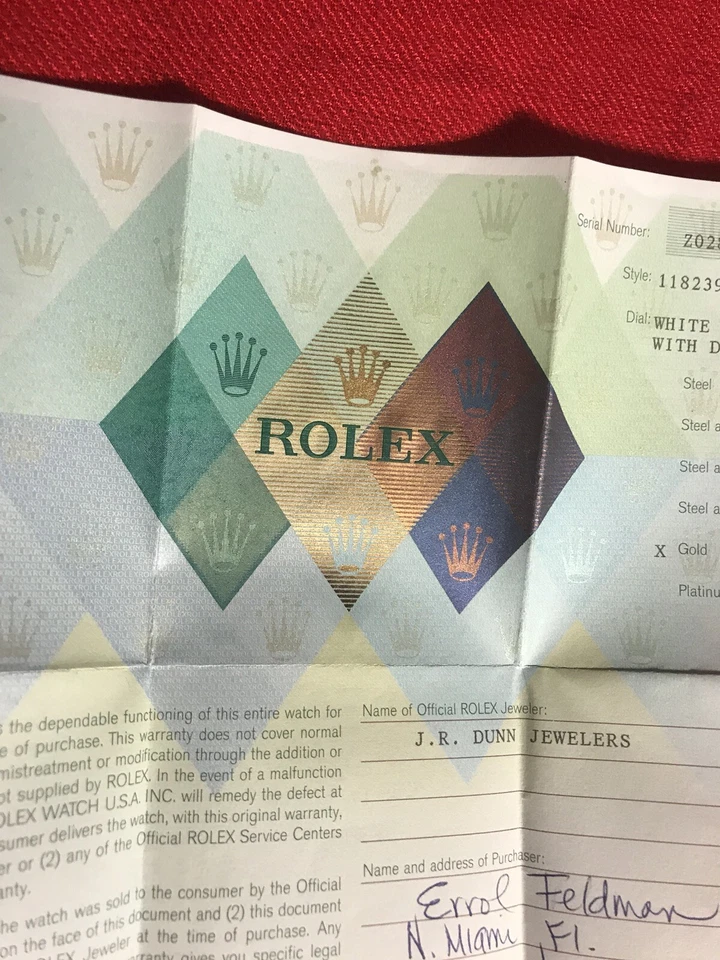 Serial Number:
Z028
Style: 118239
Dial: WHITE
WITH D
Steel
Steel a
Steel a
Steel a
X Gold
Platinu
ROLEX
s the dependable functioning of this entire watch for
e of purchase. This warranty does not cover normal
mistreatment or modification through the addition or
ot supplied by ROLEX. In the event of a malfunction
OLEX WATCH U.S.A. INC. will remedy the defect at
sumer delivers the watch, with this original warranty,
er or (2) any of the Official ROLEX Service Centers
anty.
he watch was sold to the consumer by the Official
on the face of this document and (2) this document
LEX Jeweler at the time of purchase. Any
rranty gives you specific legal
Name of Official ROLEX Jeweler:
J.R. DUNN JEWELERS
Name and address of Purchaser:
Errol Feldman
N. Miami, Fl.